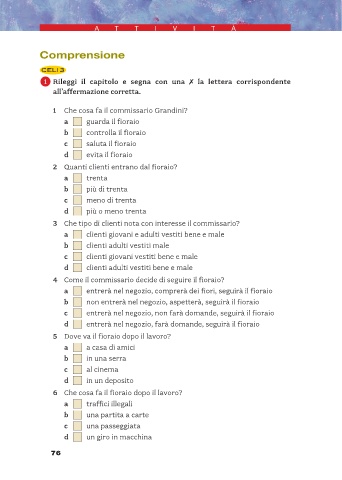 ATTIVITÀ
Comprensione
CELI 3
1 Rileggi il capitolo e segna con una ✗ la lettera corrispondente
all'affermazione corretta.
1 Che cosa fa il commissario Grandini?
a guarda il fioraio
b controlla il fioraio
c saluta il fioraio
d evita il fioraio
2 Quanti clienti entrano dal fioraio?
a trenta
b più di trenta
c meno di trenta
d più o meno trenta
3 Che tipo di clienti nota con interesse il commissario?
a clienti giovani e adulti vestiti bene e male
b clienti adulti vestiti male
c clienti giovani vestiti bene e male
d clienti adulti vestiti bene e male
4 Come il commissario decide di seguire il fioraio?
a entrerà nel negozio, comprerà dei fiori, seguirà il fioraio
b non entrerà nel negozio, aspetterà, seguirà il fioraio
c entrerà nel negozio, non farà domande, seguirà il fioraio
d entrerà nel negozio, farà domande, seguirà il fioraio
5 Dove va il fioraio dopo il lavoro?
a a casa di amici
b in una serra
c al cinema
d in un deposito
6 Che cosa fa il fioraio dopo il lavoro?
a traffici illegali
b una partita a carte
c una passeggiata
d un giro in macchina
76